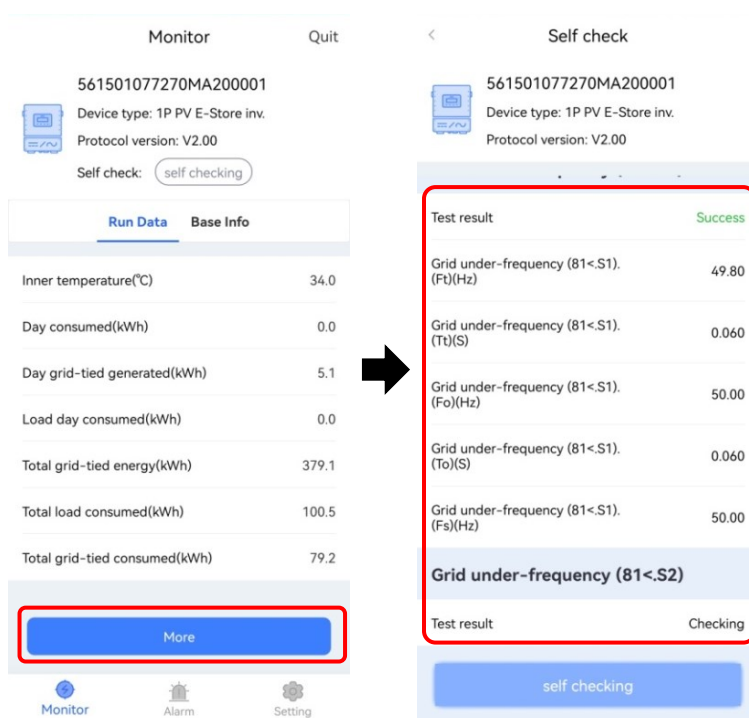 Monitor
Quit
561501077270MA200001
Device type: 1P PV E-Store inv.
Protocol version: V2.00
Self check: self checking
Run Data Base Info
Inner temperature(℃) 34.0
Day consumed(kWh) 0.0
Day grid-tied generated(kWh) 5.1
Load day consumed(kWh) 0.0
Total grid-tied energy(kWh) 379.1
Total load consumed(kWh) 100.5
Total grid-tied consumed(kWh) 79.2
More
Monitor Alarm Setting
Self check
561501077270MA200001
Device type: 1P PV E-Store inv.
Protocol version: V2.00
Test result Success
Grid under-frequency (81<.S1).
(Ft)(Hz) 49.80
Grid under-frequency (81<.S1).
(Tt)(S) 0.060
Grid under-frequency (81<.S1).
(Fo)(Hz) 50.00
Grid under-frequency (81<.S1).
(To)(S) 0.060
Grid under-frequency (81<.S1).
(Fs)(Hz) 50.00
Grid under-frequency (81<.S2)
Test result Checking
self checking